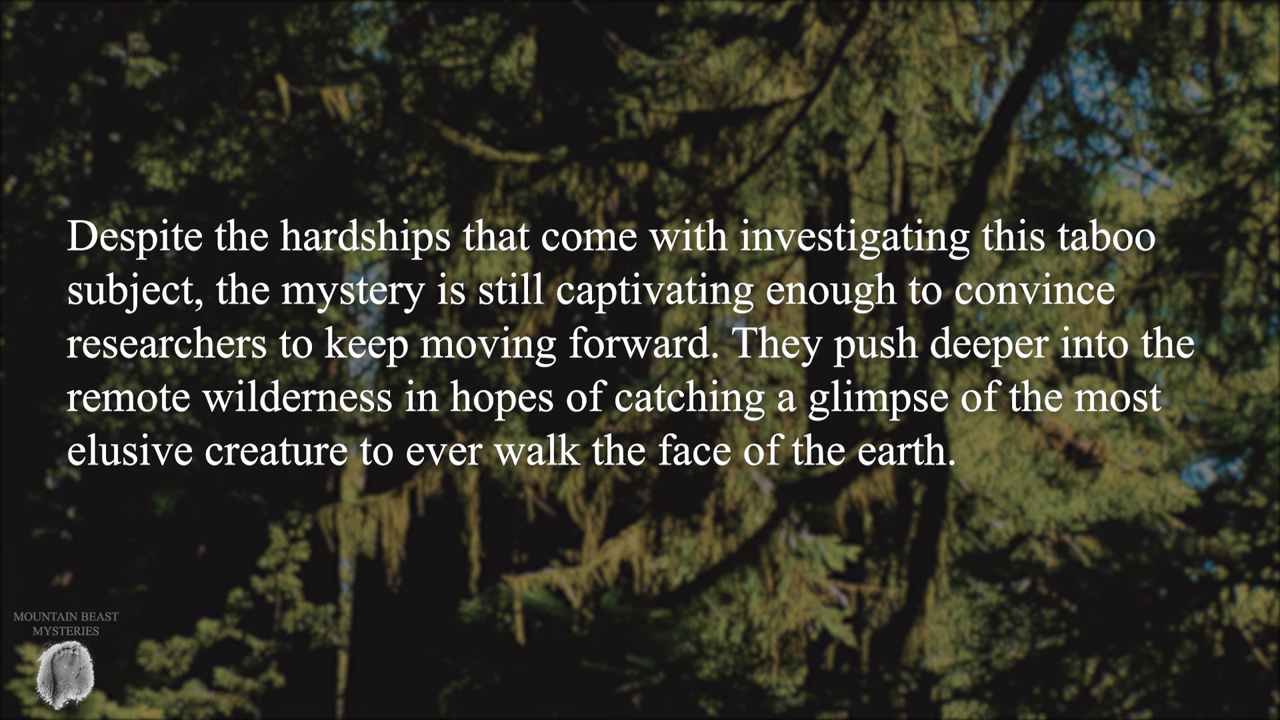 Despite the hardships that come with investigating this taboo
subject, the mystery is still captivating enough to convince
researchers to keep moving forward. They push deeper into the
remote wilderness in hopes of catching a glimpse of the most
elusive creature to ever walk the face of the earth.
MOUNTAIN BEAST
MYSTERIES